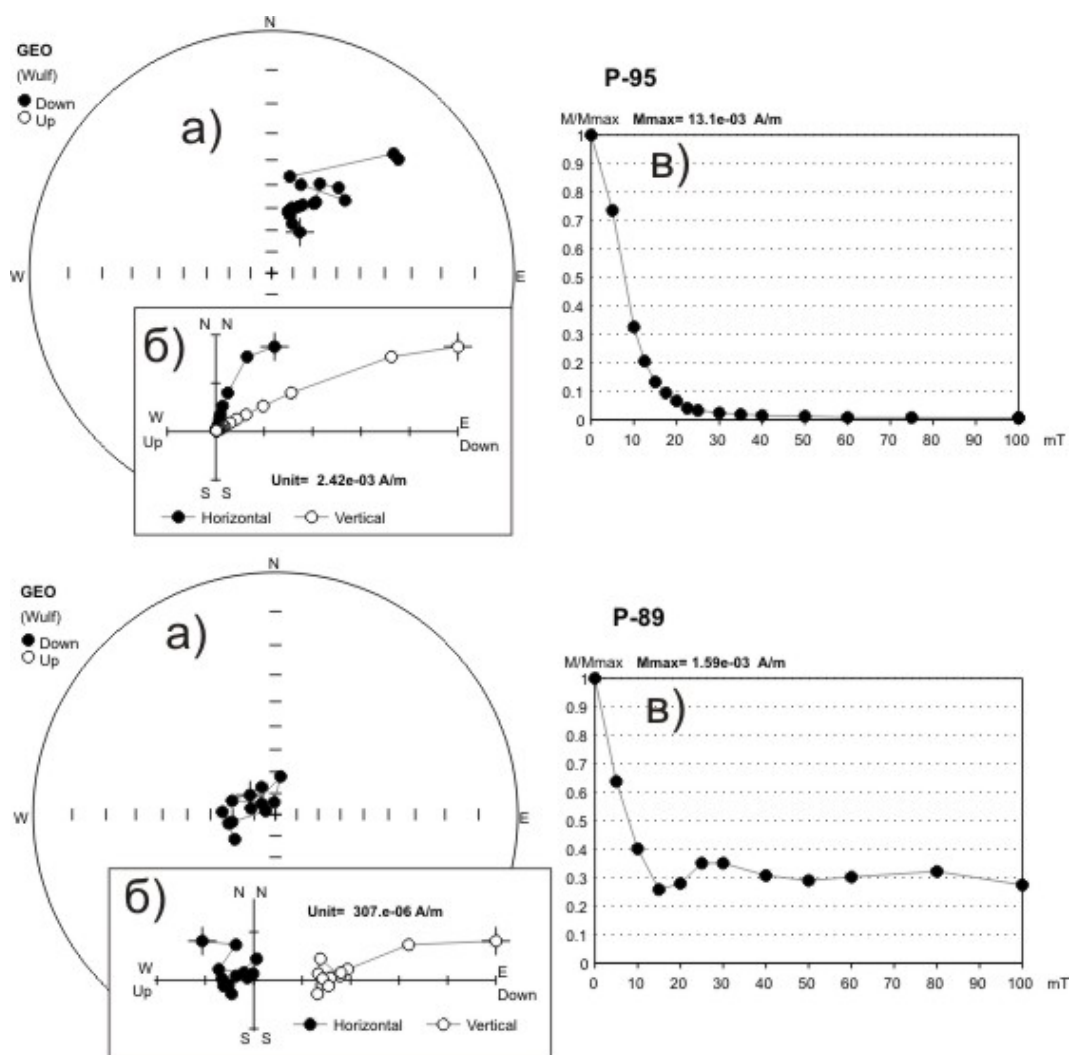 N
GEO
(Wulf)
Down
Up
а)
W
E
б)
N N
W
Up
E
Down
Unit= 2.42e-03 A/m
S S
Horizontal Vertical
P-95
M/Mmax Mmax= 13.1e-03 A/m
в)
1
0.9
0.8
0.7
0.6
0.5
0.4
0.3
0.2
0.1
0
0 10 20 30 40 50 60 70 80 90 100 mT
N
GEO
(Wulf)
Down
Up
а)
W
E
б)
N N
Unit= 307.e-06 A/m
W
Up
E
Down
S S
Horizontal Vertical
P-89
M/Mmax Mmax= 1.59e-03 A/m
в)
1
0.9
0.8
0.7
0.6
0.5
0.4
0.3
0.2
0.1
0
0 10 20 30 40 50 60 70 80 90 100 mT